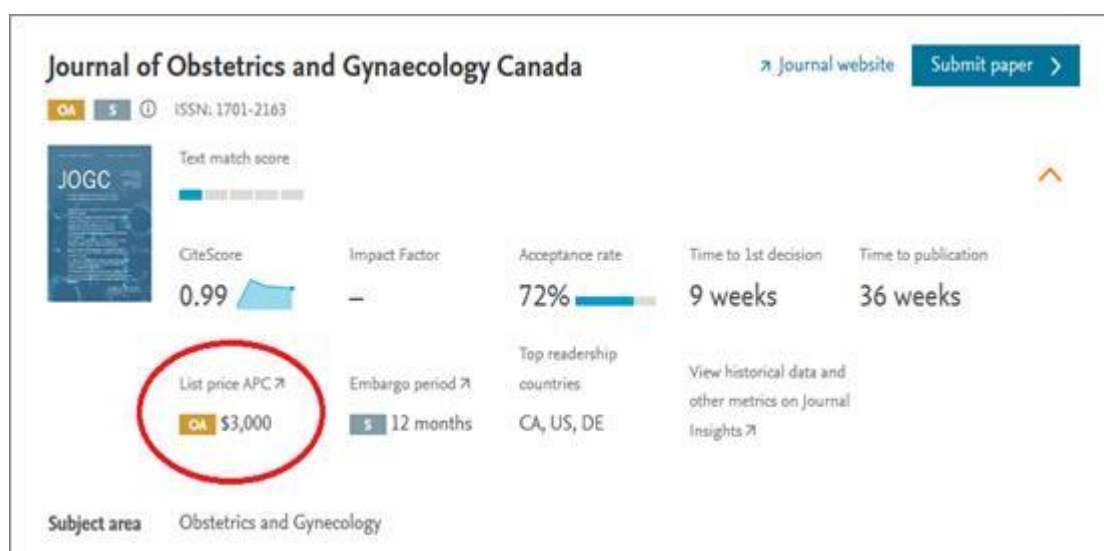 Journal of Obstetrics and Gynaecology Canada
Journal website
Submit paper
OA S ISSN: 1701-2163
JOGC
Text match score
CiteScore
0.99
Impact Factor
–
Acceptance rate
72%
Time to 1st decision
9 weeks
Time to publication
36 weeks
List price APC
OA $3,000
Embargo period
S 12 months
Top readership
countries
CA, US, DE
View historical data and
other metrics on Journal
Insights
Subject area Obstetrics and Gynecology